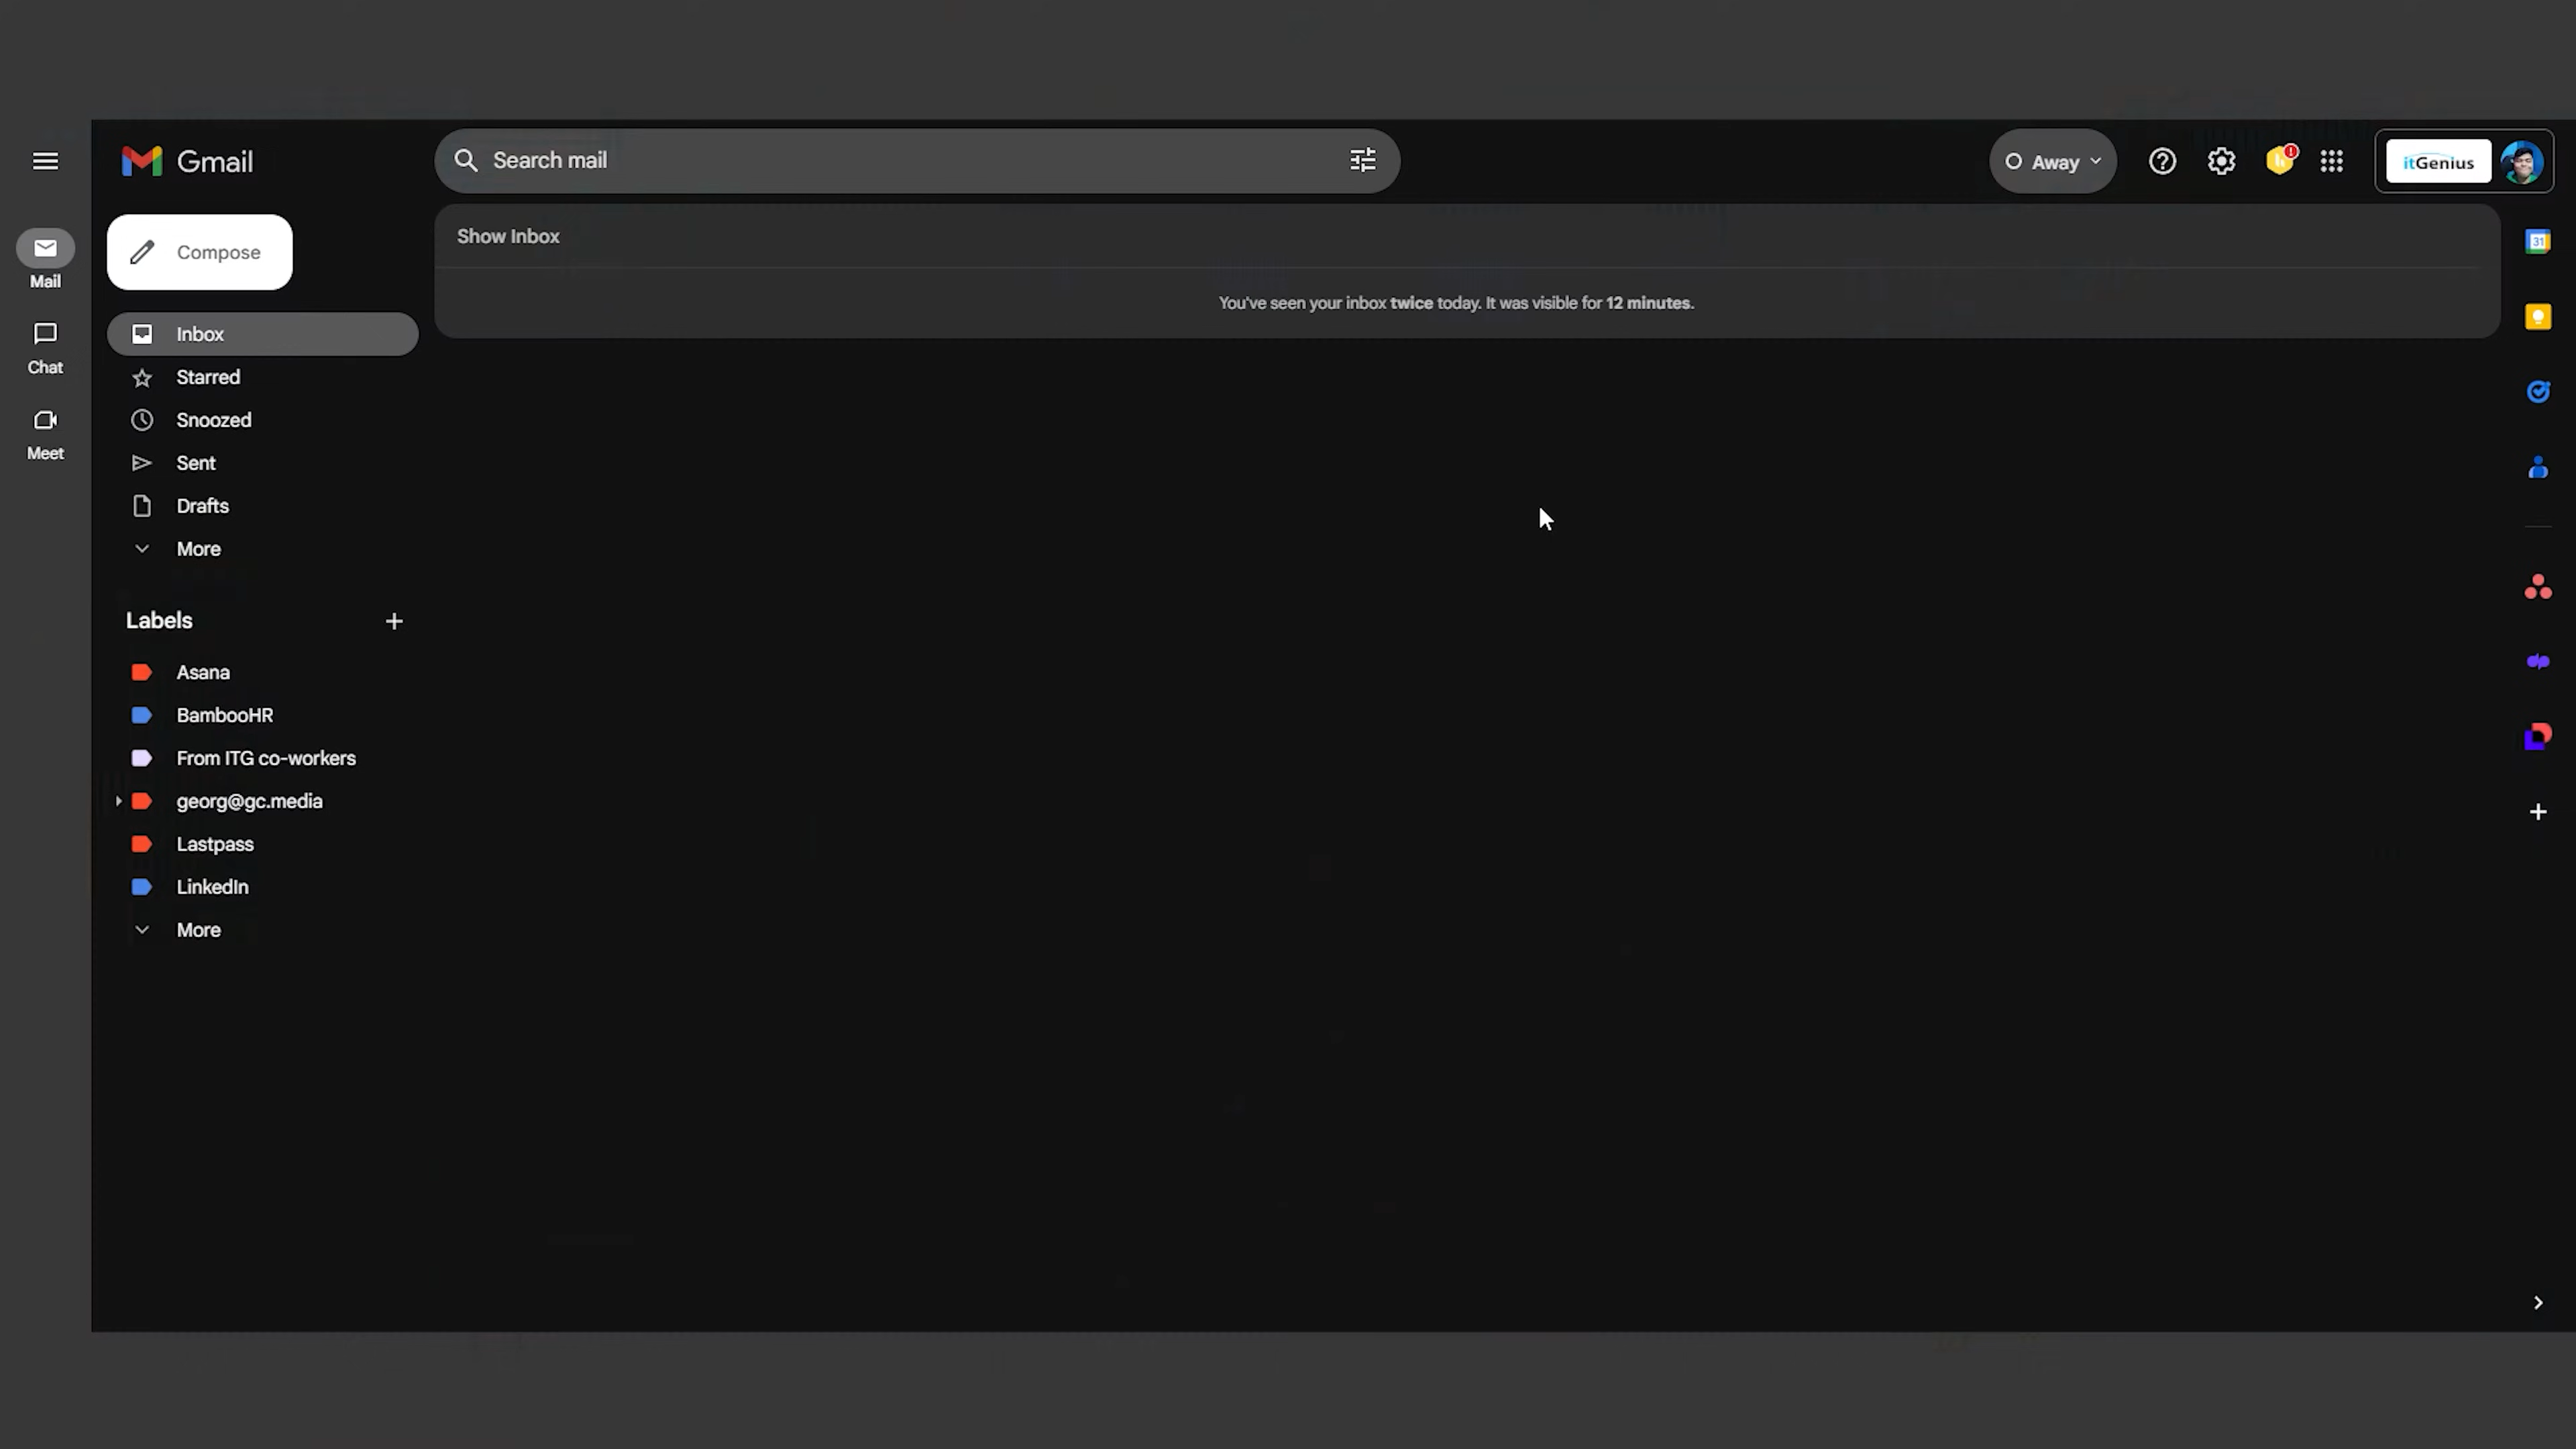 Gmail
Search mail
Away
itGenius
Compose
Show Inbox
31
You've seen your inbox twice today. It was visible for 12 minutes.
Mail
Chat
Meet
Inbox
Starred
Snoozed
Sent
Drafts
More
Labels
Asana
BambooHR
From ITG co-workers
georg@gc.media
Lastpass
LinkedIn
More